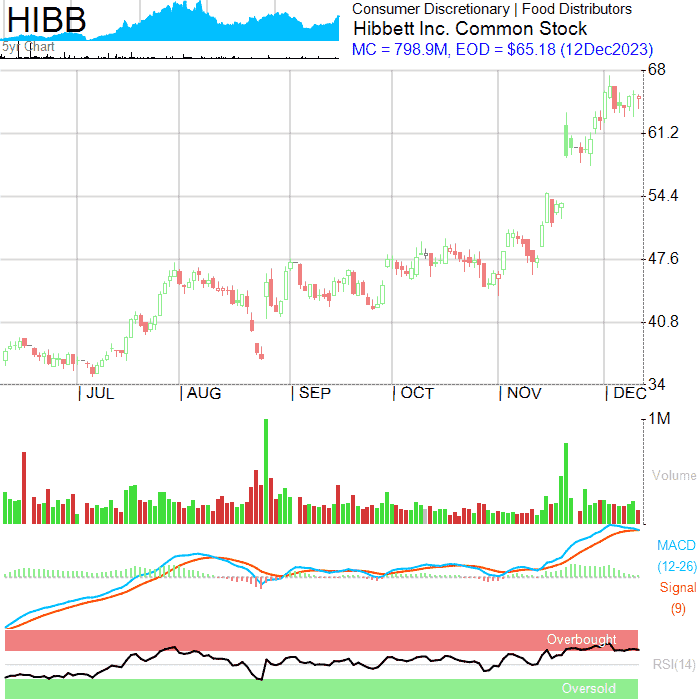 HIBB
5yr Chart
Consumer Discretionary | Food Distributors
Hibbett Inc. Common Stock
MC = 798.9M, EOD = $65.18 (12Dec2023)
68
61.2
54.4
47.6
40.8
34
JUL AUG SEP OCT NOV DEC
1M
Volume
MACD
(12-26)
Signal
(9)
Overbought
RSI(14)
Oversold